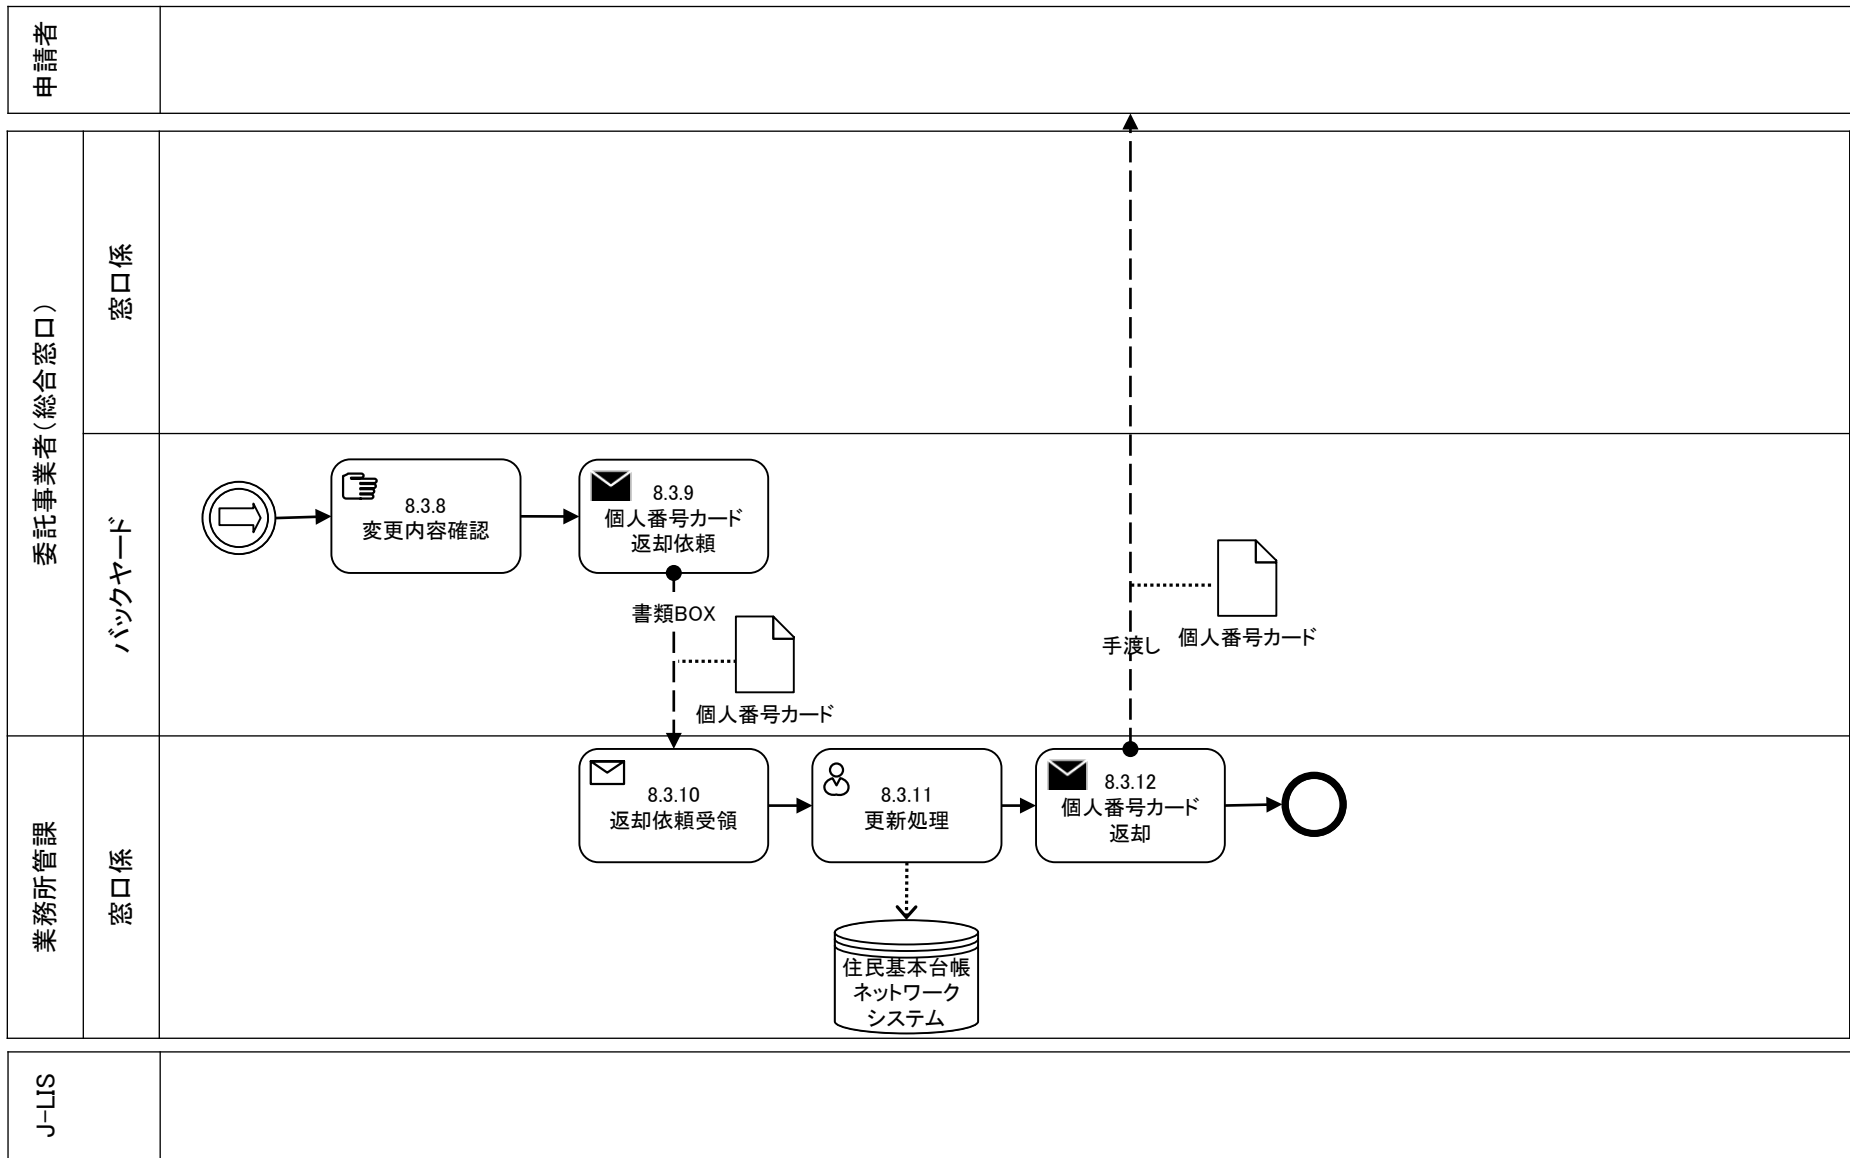 申請者
委託事業者（総合窓口）
窓口係
バックヤード
8.3.8
変更内容確認
8.3.9
個人番号カード
返却依頼
書類BOX
個人番号カード
手渡し
個人番号カード
業務所管課
窓口係
8.3.10
返却依頼受領
8.3.11
更新処理
8.3.12
個人番号カード
返却
住民基本台帳
ネットワーク
システム
J-LIS